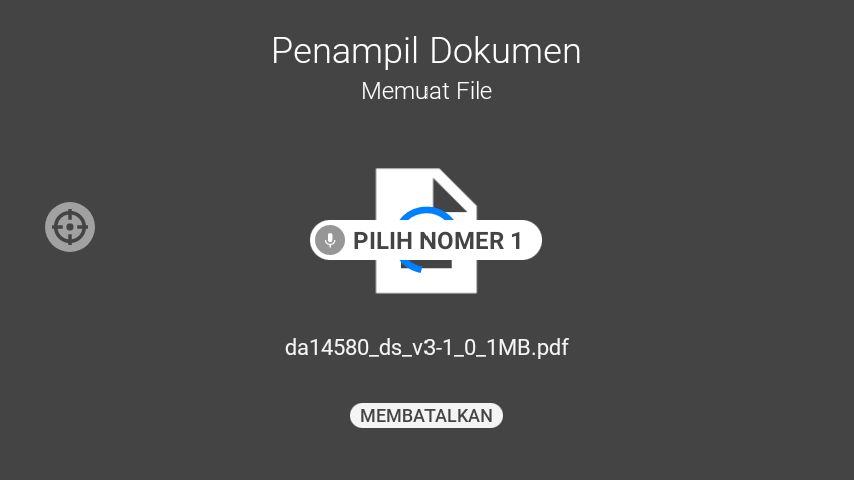 Penampil Dokumen
Memuat File
PILIH NOMER 1
da14580_ds_v3-1_0_1MB.pdf
MEMBATALKAN